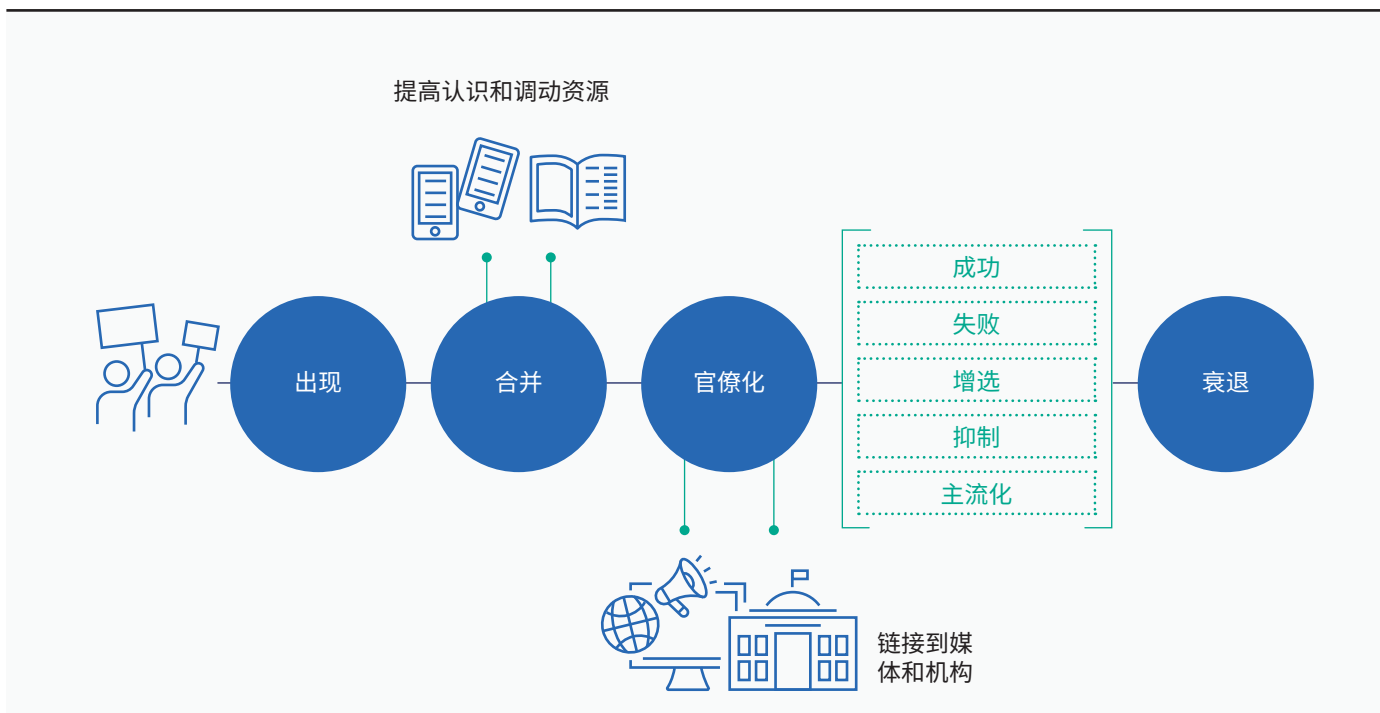 提高认识和调动资源
出现
合并
官僚化
成功
失败
增选
抑制
主流化
衰退
链接到媒
体和机构